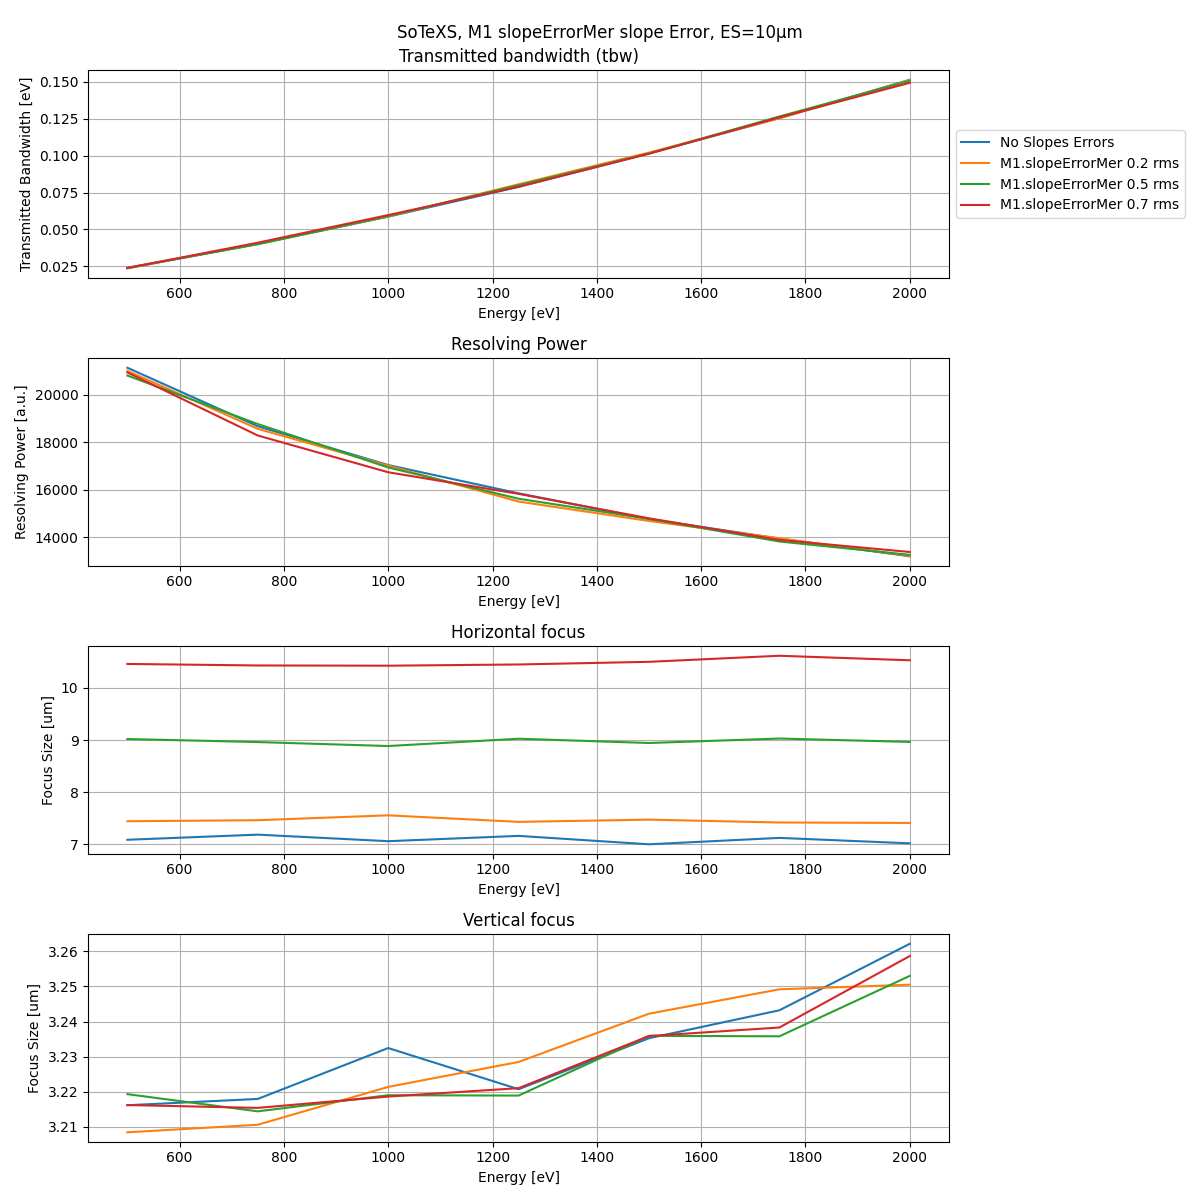 SoTeXS, M1 slopeErrorMer slope Error, ES=10μm
Transmitted bandwidth (tbw)
Transmitted Bandwidth [eV]
0.150
0.125
0.100
0.075
0.050
0.025
600 800 1000 1200 1400 1600 1800 2000
Energy [eV]
No Slopes Errors
M1.slopeErrorMer 0.2 rms
M1.slopeErrorMer 0.5 rms
M1.slopeErrorMer 0.7 rms
Resolving Power
Resolving Power [a.u.]
20000
18000
16000
14000
600 800 1000 1200 1400 1600 1800 2000
Energy [eV]
Horizontal focus
Focus Size [um]
10
9
8
7
600 800 1000 1200 1400 1600 1800 2000
Energy [eV]
Vertical focus
Focus Size [um]
3.26
3.25
3.24
3.23
3.22
3.21
600 800 1000 1200 1400 1600 1800 2000
Energy [eV]